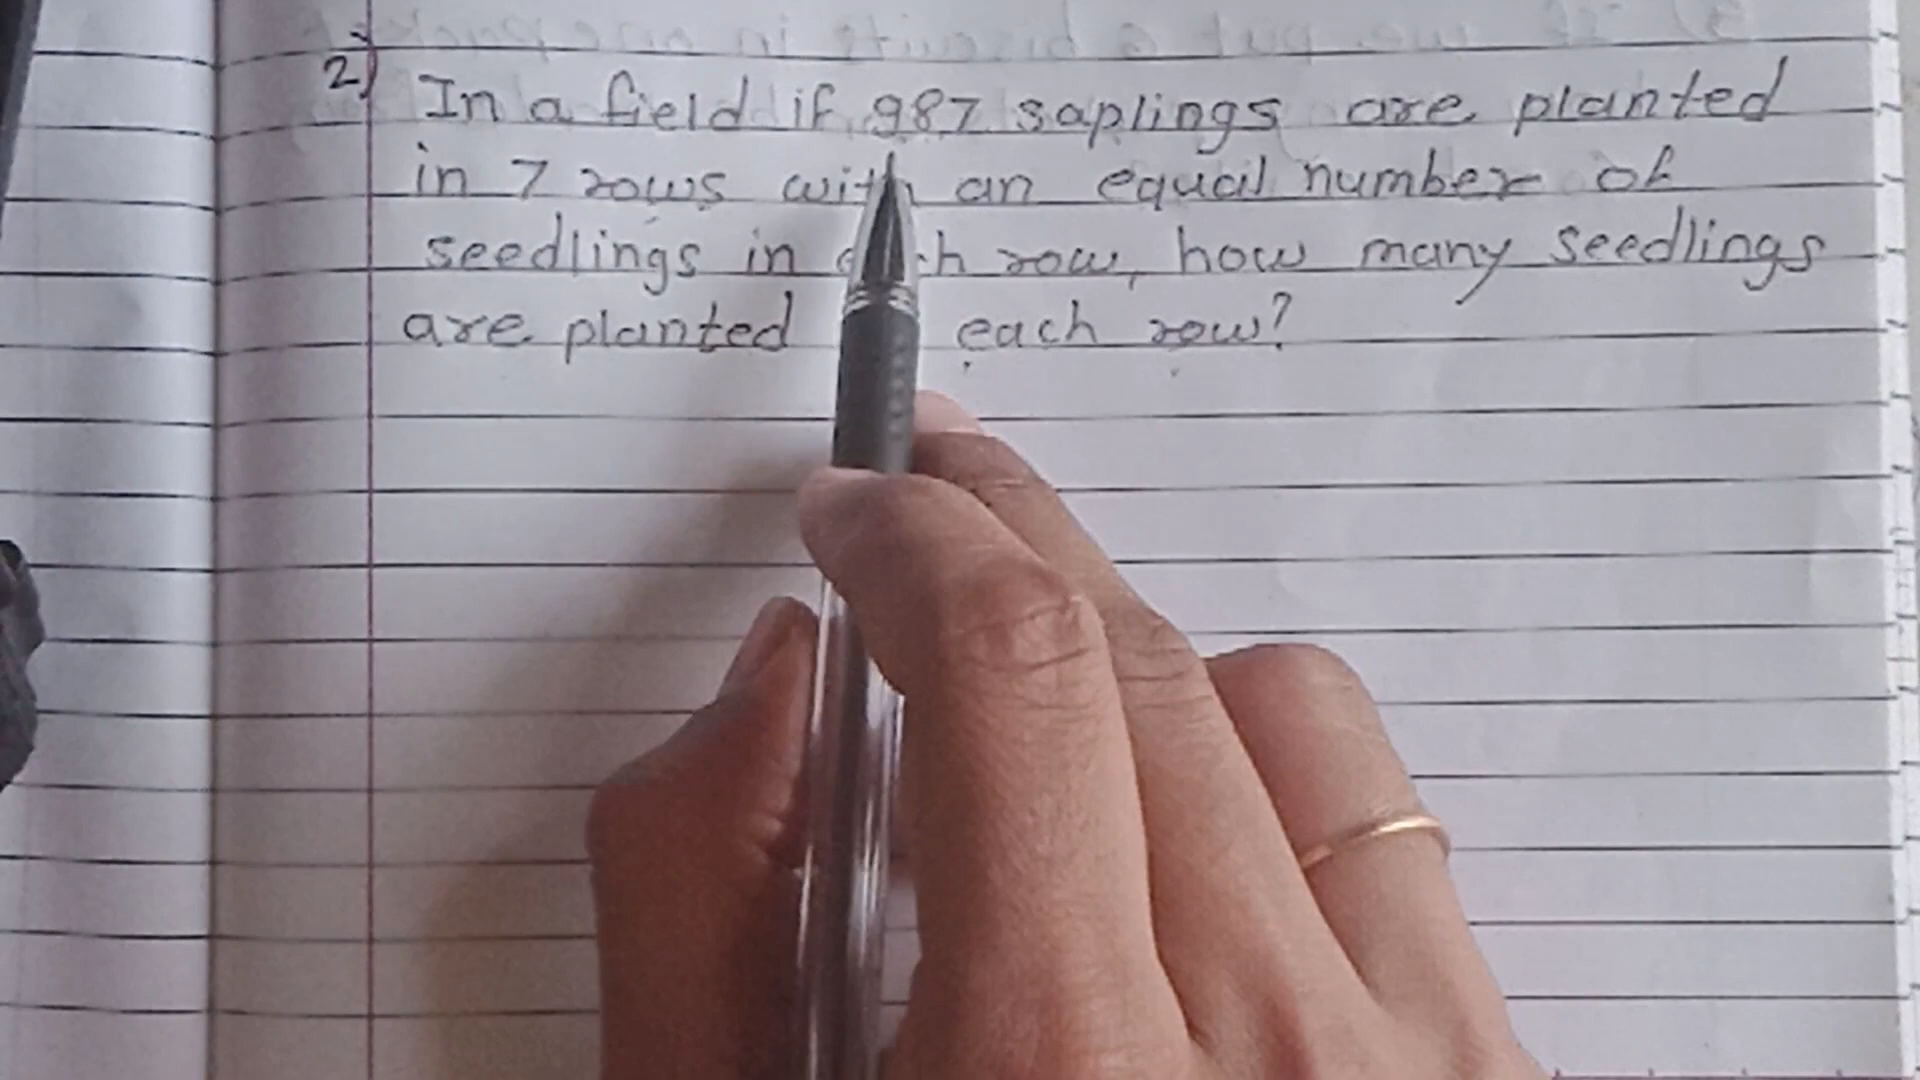 2) In a field if 987 saplings are planted
in 7 rows with an equal number of
seedlings in each row, how many seedlings
are planted each row?